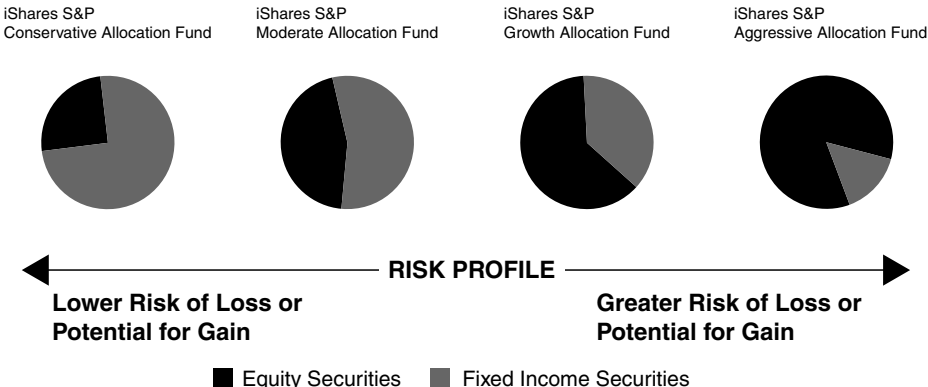 iShares S&P
Conservative Allocation Fund
iShares S&P
Moderate Allocation Fund
iShares S&P
Growth Allocation Fund
iShares S&P
Aggressive Allocation Fund
RISK PROFILE
Lower Risk of Loss or
Potential for Gain
Greater Risk of Loss or
Potential for Gain
Equity Securities
Fixed Income Securities